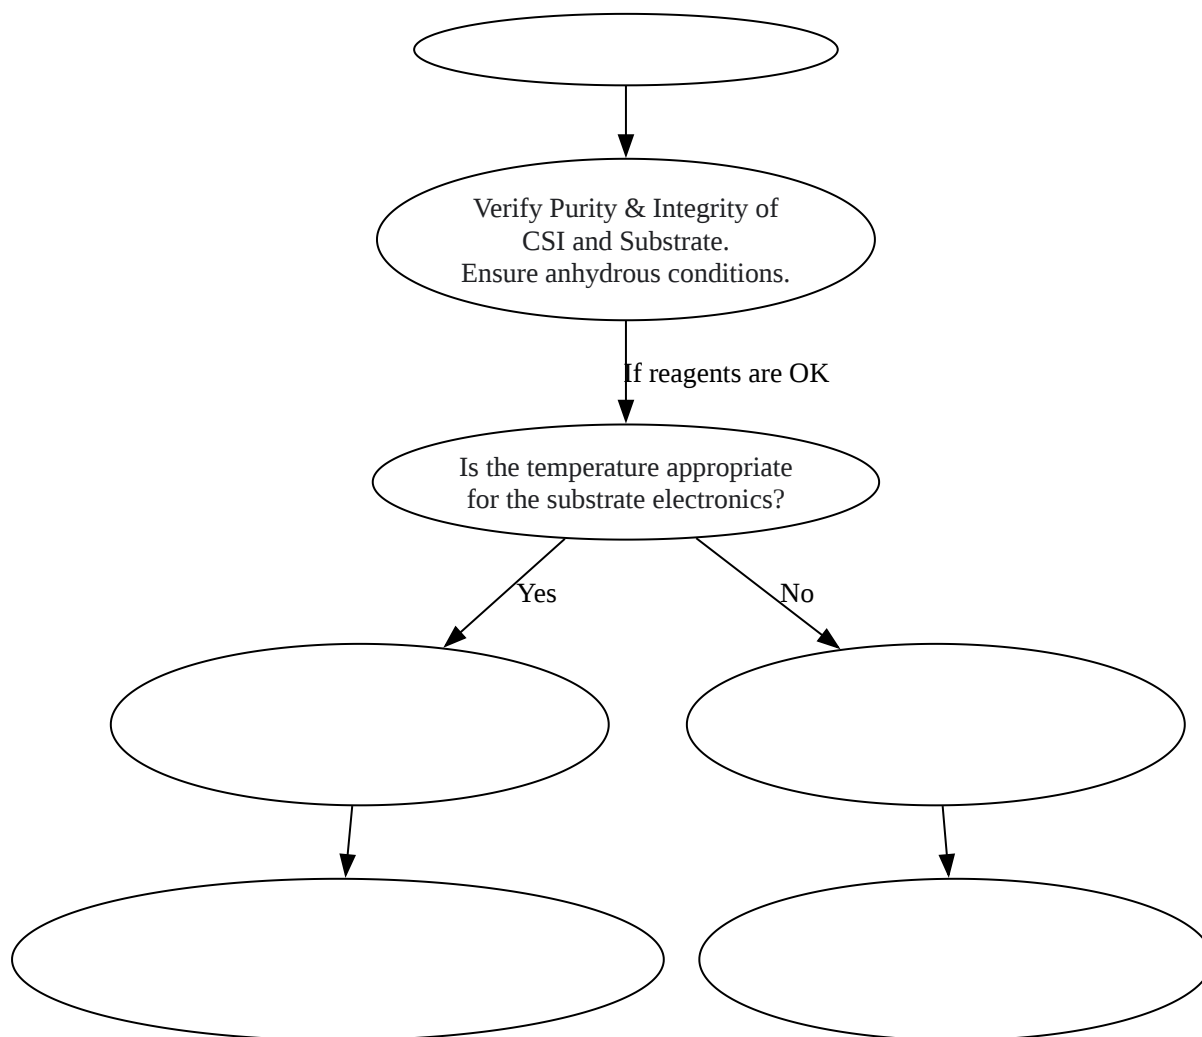 Verify Purity & Integrity of
CSI and Substrate.
Ensure anhydrous conditions.
If reagents are OK
Is the temperature appropriate
for the substrate electronics?
Yes
No